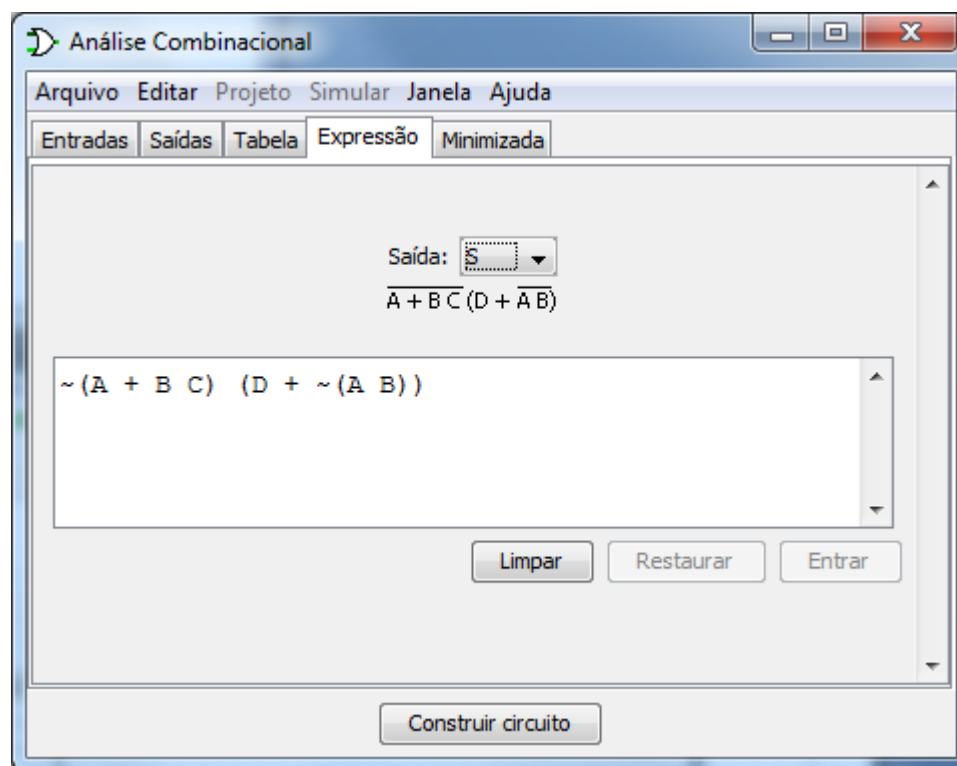 Análise Combinacional
Arquivo Editar Projeto Simular Janela Ajuda
Entradas Saídas Tabela Expressão Minimizada
Saída: S
A̅ ̅+̅ ̅B̅ ̅C̅ (D + A̅ ̅B̅)
~(A + B C) (D + ~(A B))
Limpar Restaurar Entrar
Construir circuito